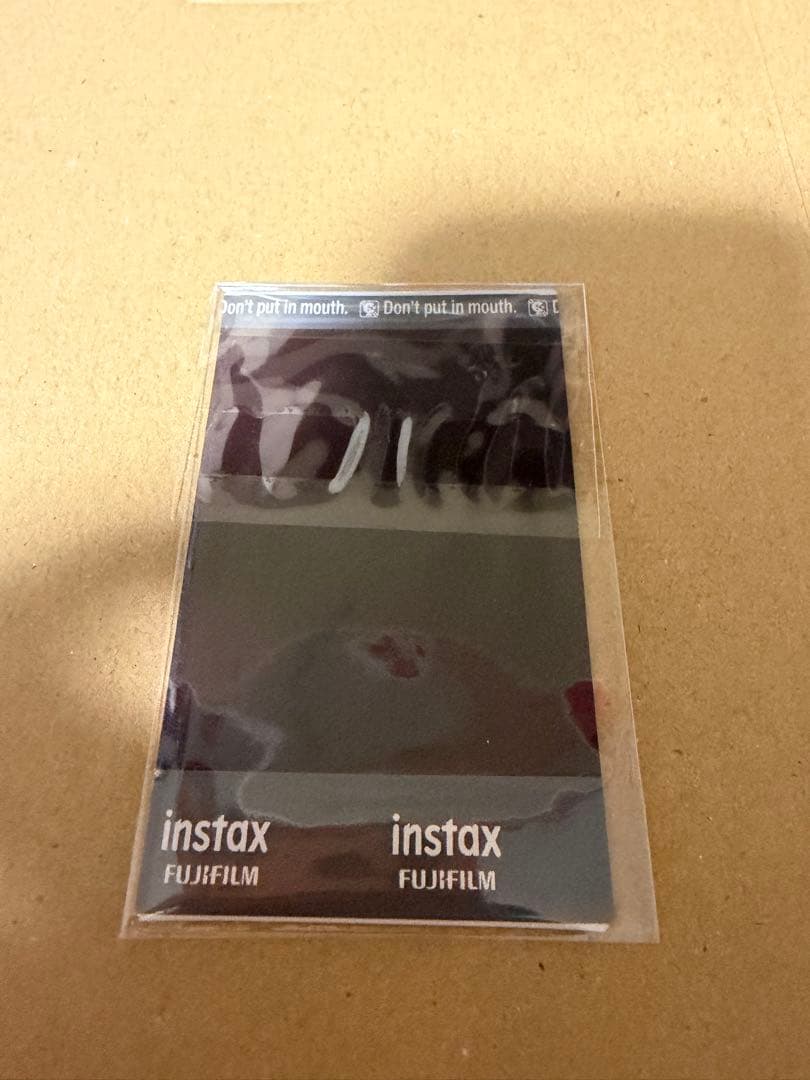 Don't put in mouth. Don't put in mouth. D
instax instax
FUJIFILM FUJIFILM